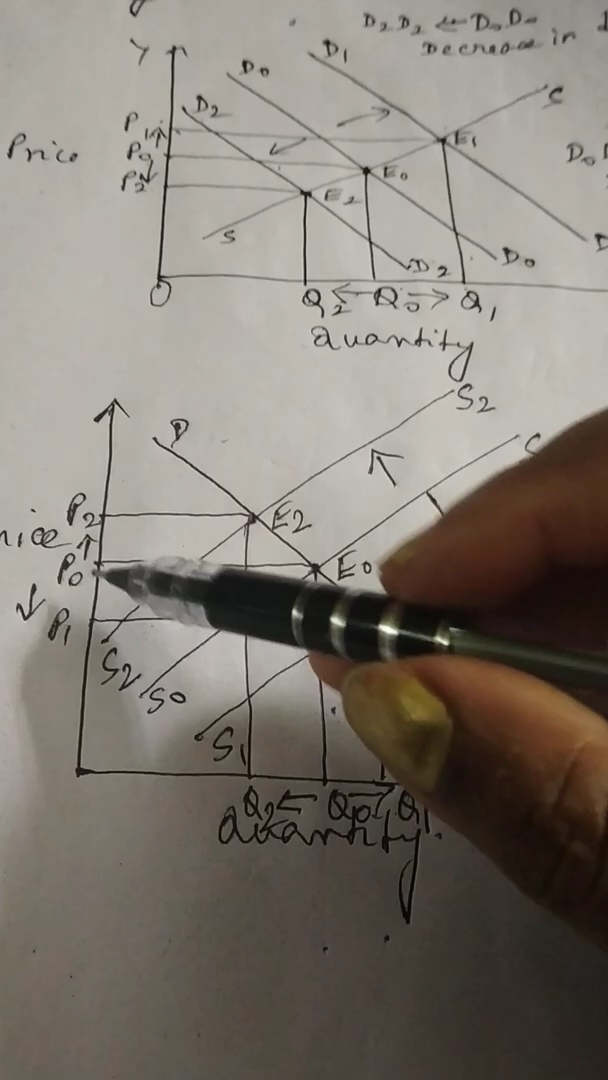 D₂D₂ ← D₀D₀
Decrease in
Y
D₁
D₀
D₂
S
P₁
E₁
Price
P₀
E₀
P₂
E₂
S
D₂
D₀
O
Q₂ ← Q₀ → Q₁
Quantity
S₂
D
P₂
E₂
P₀
E₀
P₁
S₂
S₀
S₁
Q₂ ← Q₀ → Q₁
Quantity.